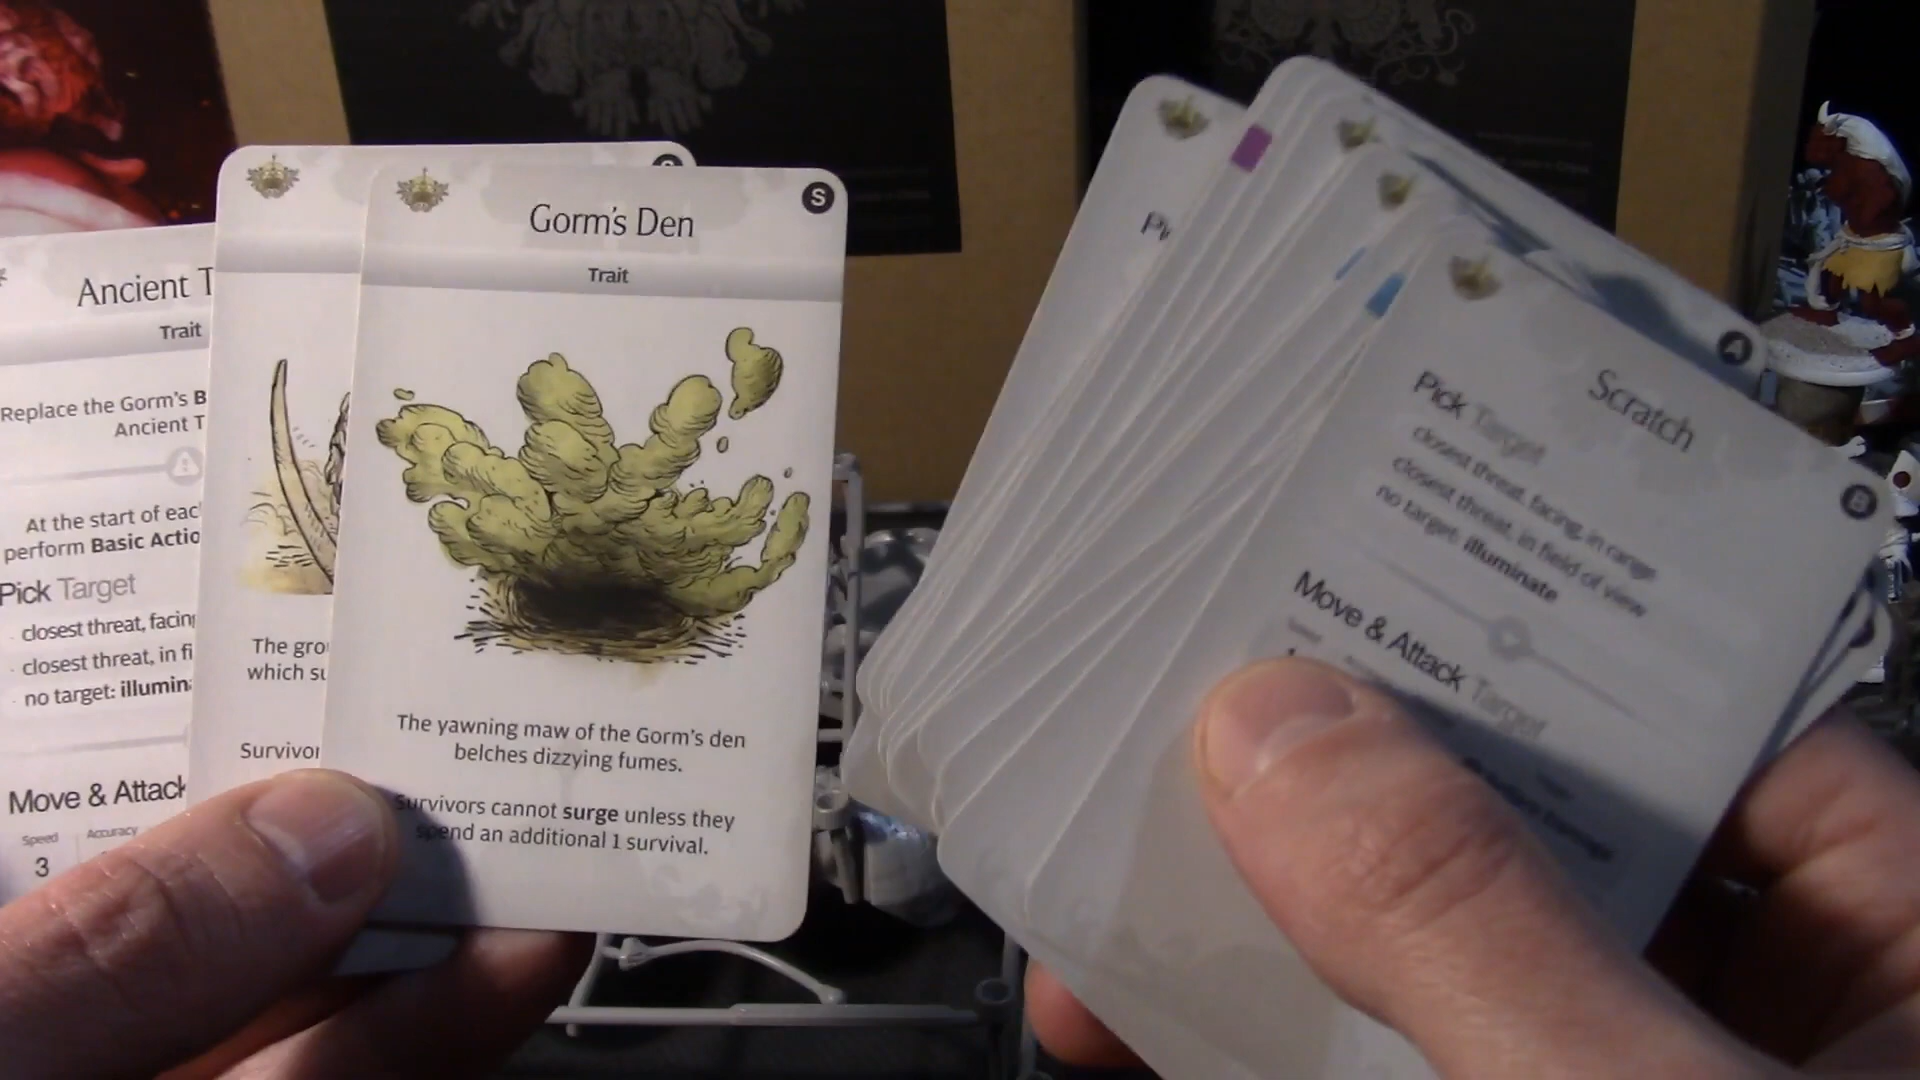 Ancient T
Trait
Replace the Gorm's B
Ancient T
At the start of eac
perform Basic Actio
Pick Target
· closest threat, facin
· closest threat, in fi
· no target: illumin
Move & Attack
Speed
Accuracy
3
The gro
which su
Survivor
Gorm's Den
S
Trait
The yawning maw of the Gorm's den
belches dizzying fumes.
Survivors cannot surge unless they
spend an additional 1 survival.
A
Scratch
B
Pick Target
closest threat, facing, in range
closest threat, in field of view
no target: illuminate
Move & Attack Target